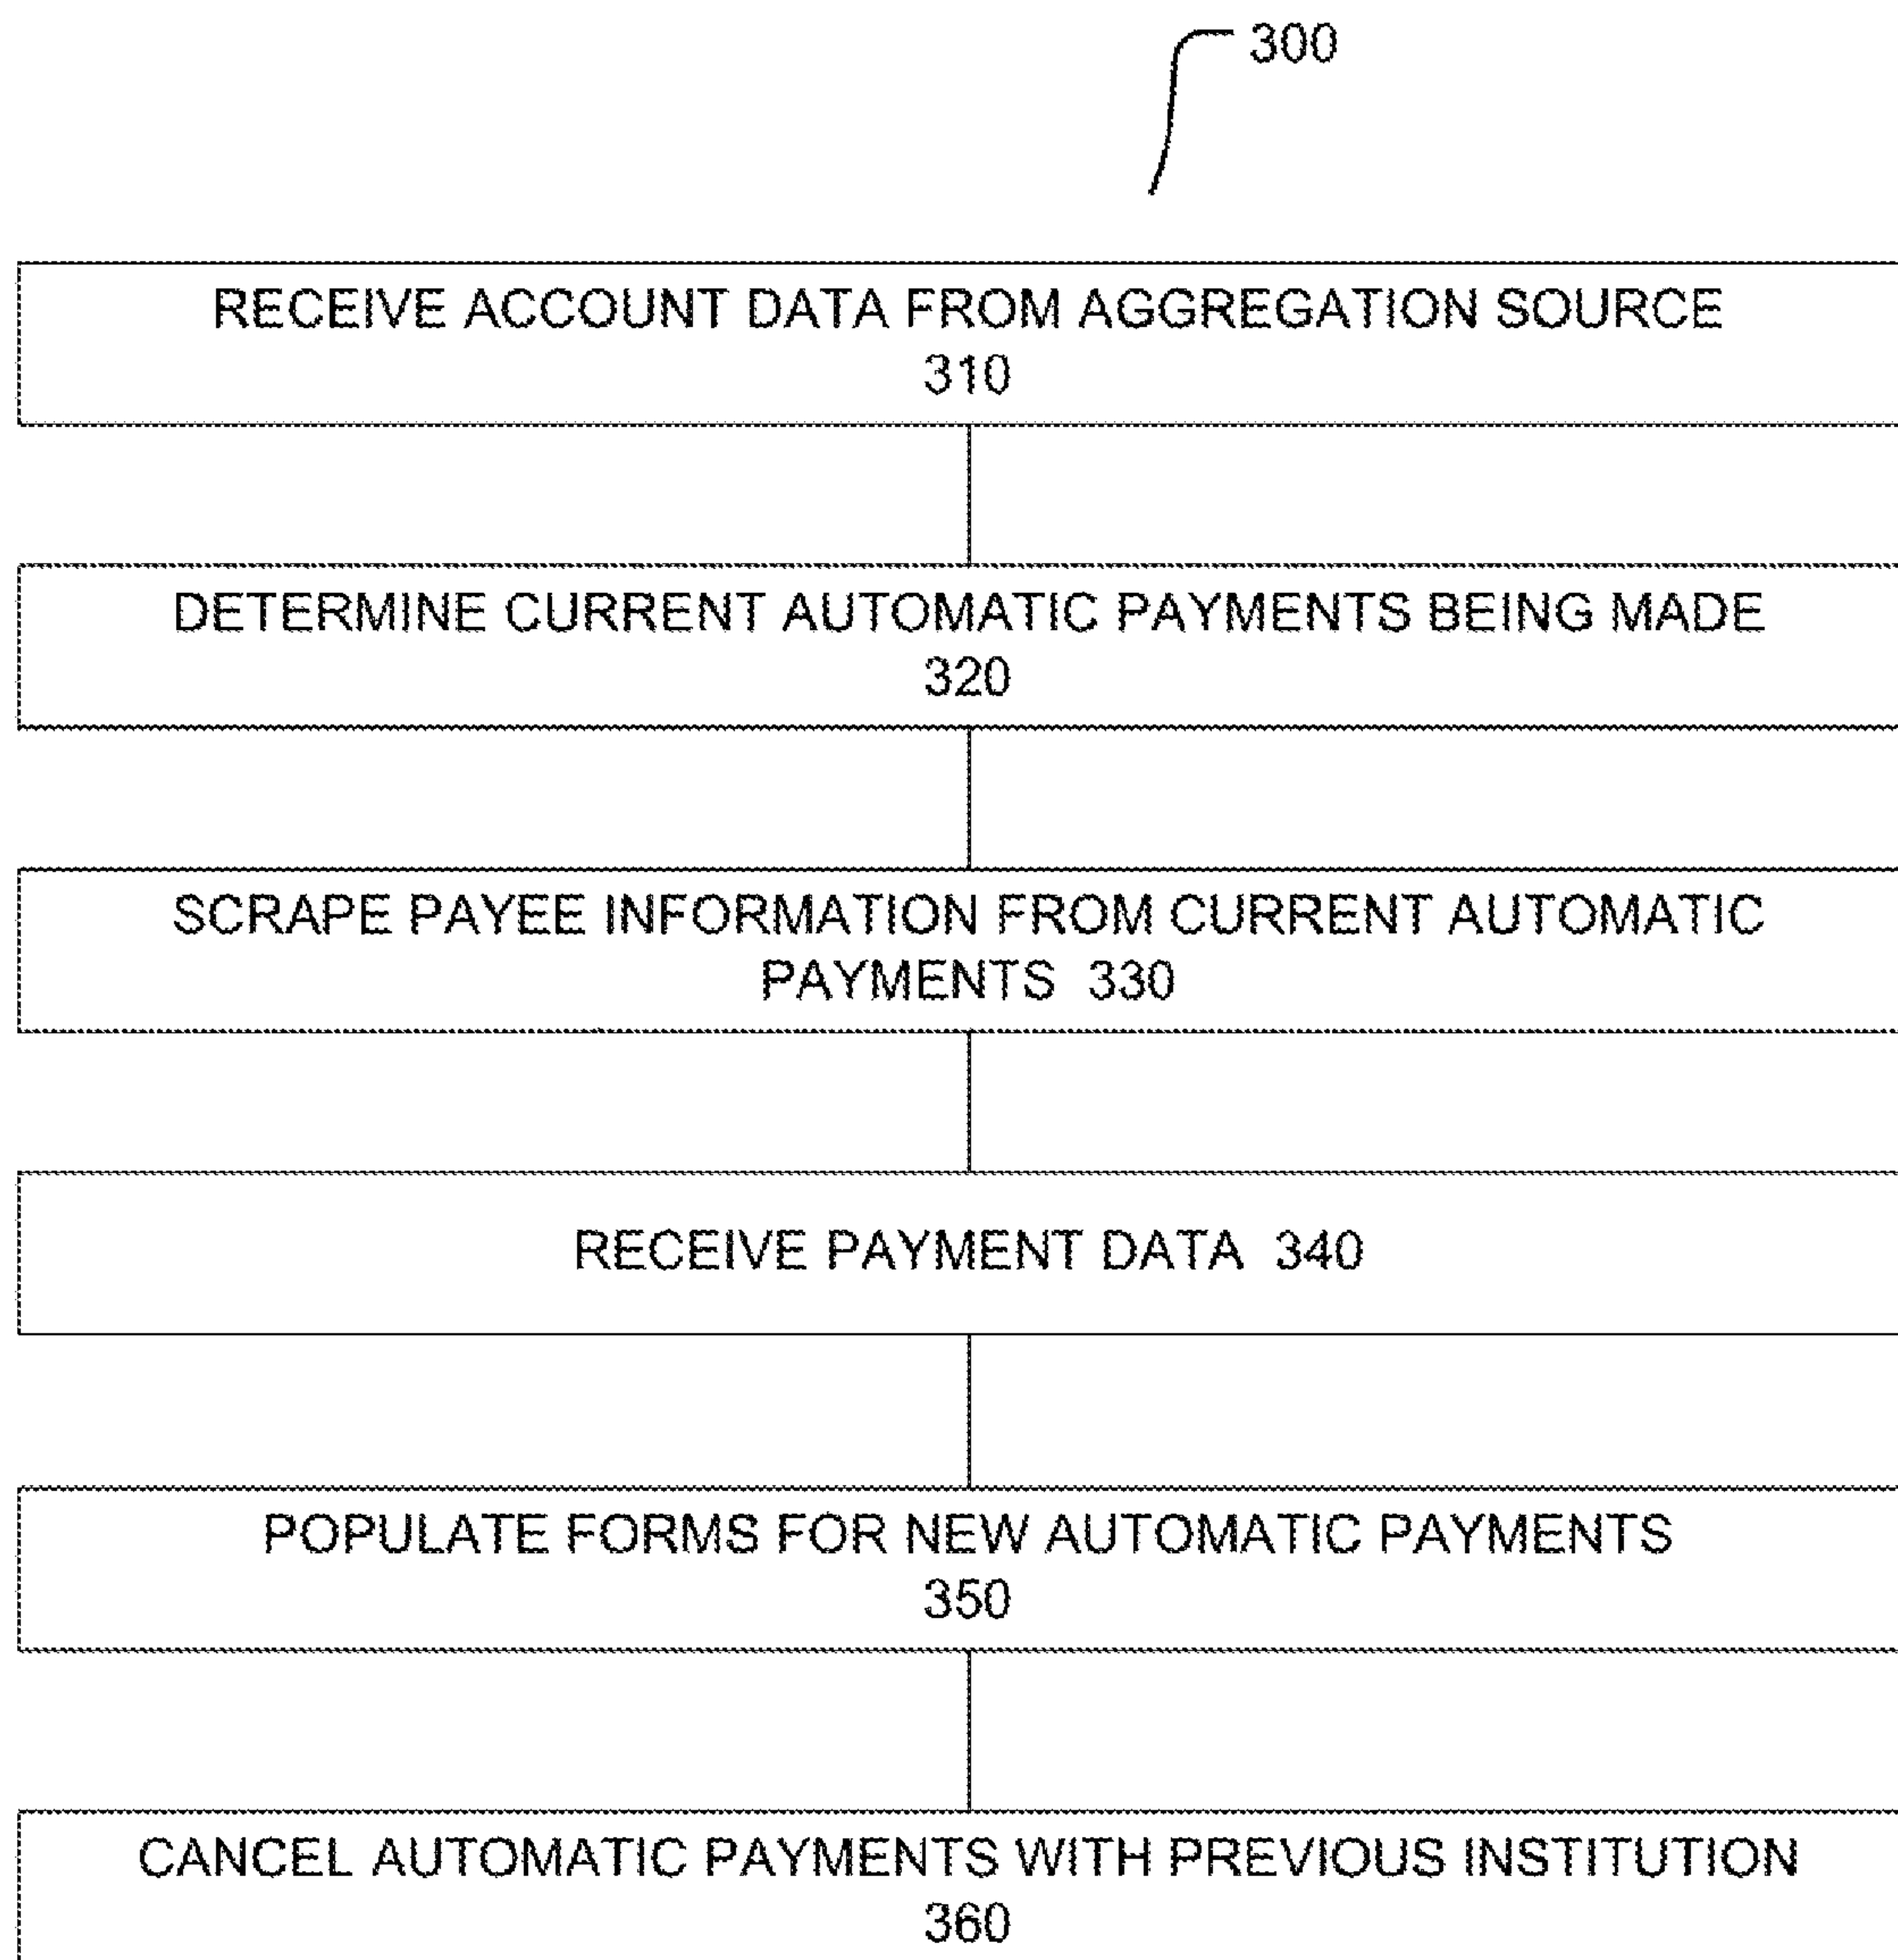 300
RECEIVE ACCOUNT DATA FROM AGGREGATION SOURCE
310
DETERMINE CURRENT AUTOMATIC PAYMENTS BEING MADE
320
SCRAPE PAYEE INFORMATION FROM CURRENT AUTOMATIC
PAYMENTS 330
RECEIVE PAYMENT DATA 340
POPULATE FORMS FOR NEW AUTOMATIC PAYMENTS
350
CANCEL AUTOMATIC PAYMENTS WITH PREVIOUS INSTITUTION
360